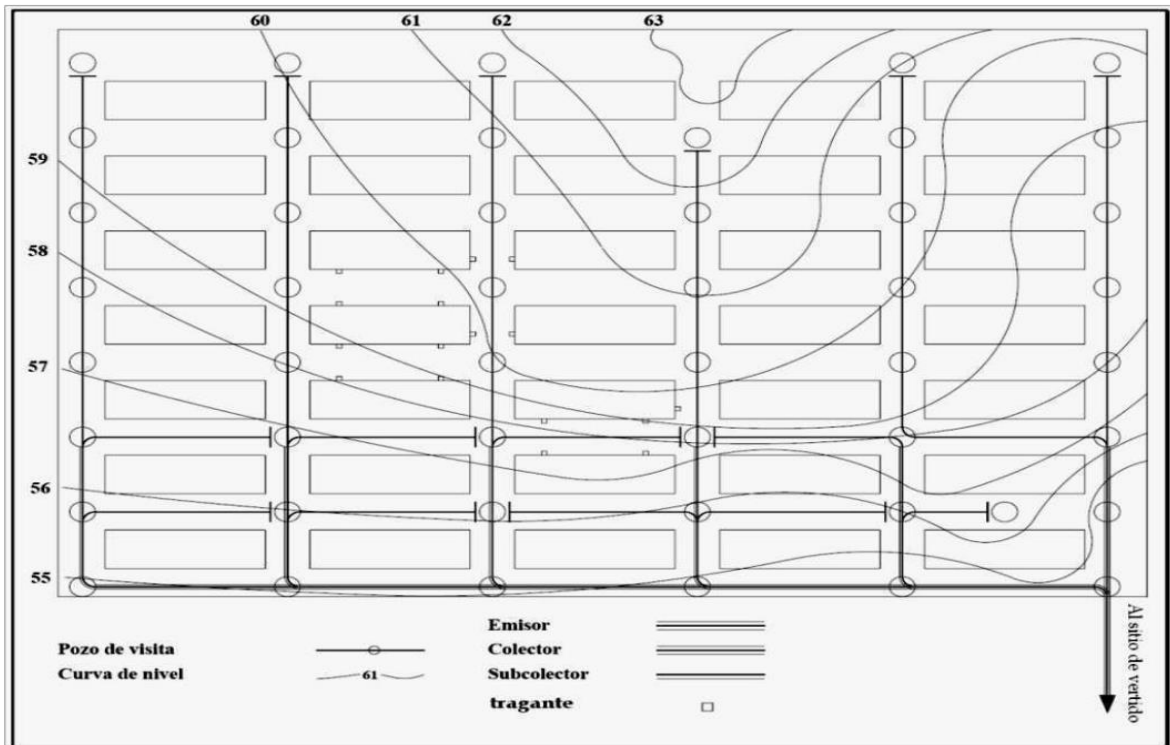 60 61 62 63
59
58
57
56
55
Al sitio de vertido
Emisor
Pozo de visita
Colector
Curva de nivel
61
Subcolector
tragante